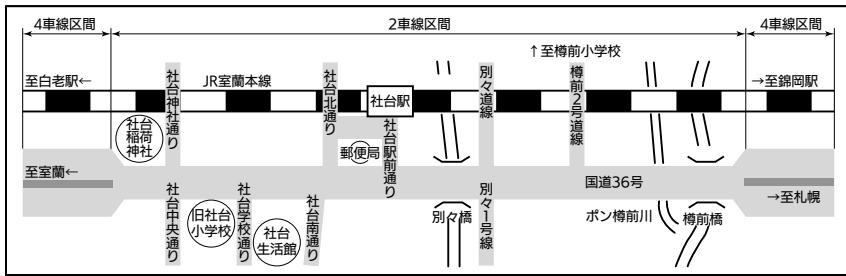 4車線区間
2車線区間
4車線区間
↑至樽前小学校
至白老駅←
JR室蘭本線
社台駅
→至錦岡駅
社台神社通り
社台北通り
別々道線
樽前2号道線
社台
稲荷
神社
郵便局
社台駅前通り
至室蘭←
国道36号
→至札幌
社台中央通り
旧社台
小学校
社台学校通り
社台
生活館
社台南通り
別々橋
別々1号線
ポン樽前川
樽前橋